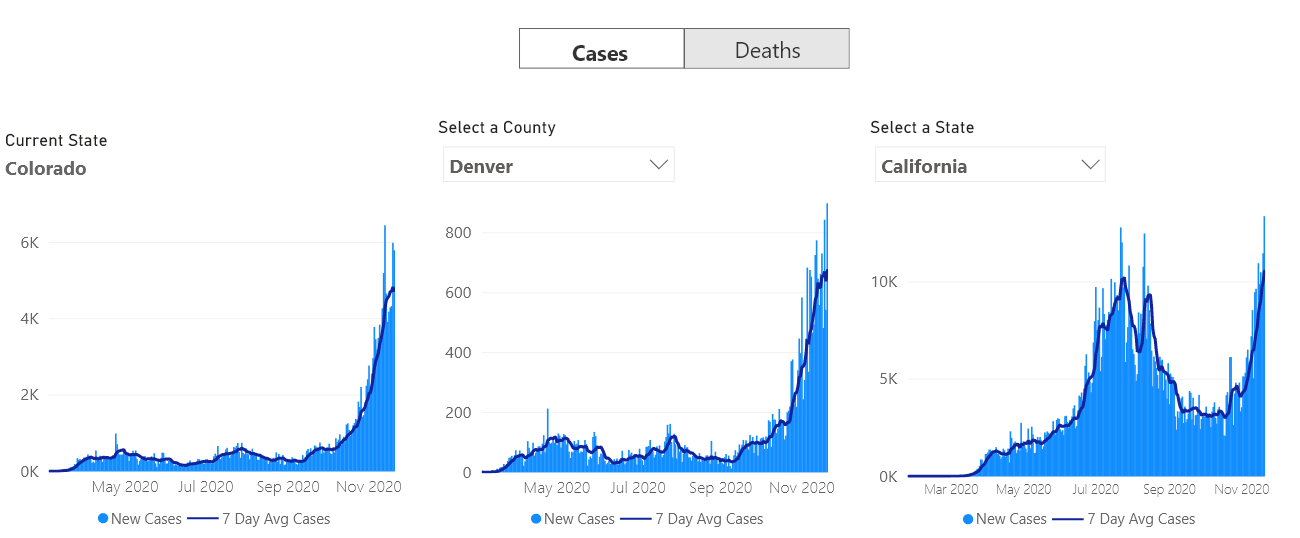 Cases Deaths
Current State
Colorado
6K
4K
2K
0K
May 2020 Jul 2020 Sep 2020 Nov 2020
New Cases 7 Day Avg Cases
Select a County
Denver
800
600
400
200
0
May 2020 Jul 2020 Sep 2020 Nov 2020
New Cases 7 Day Avg Cases
Select a State
California
10K
5K
0K
Mar 2020 May 2020 Jul 2020 Sep 2020 Nov 2020
New Cases 7 Day Avg Cases